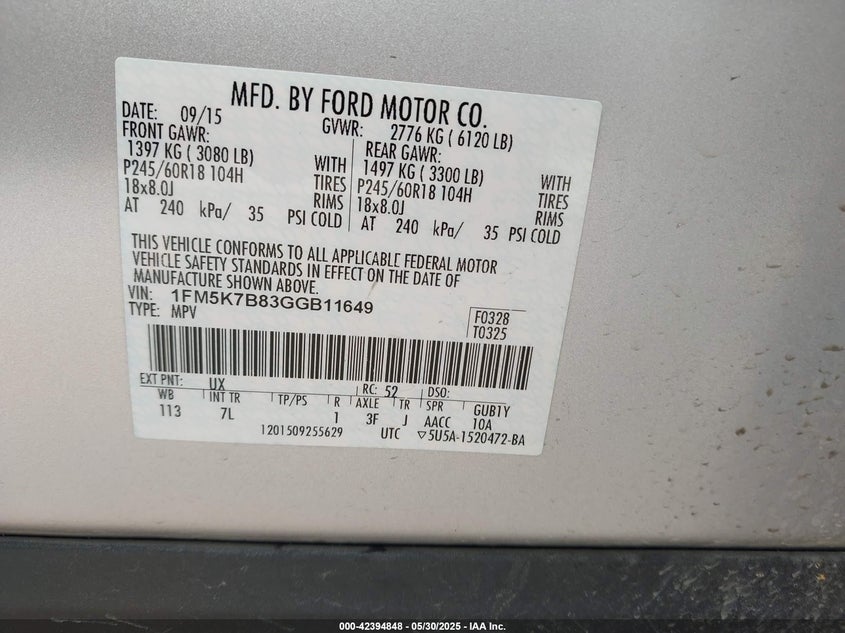 MFD. BY FORD MOTOR CO.
DATE: 09/15 GVWR: 2776 KG ( 6120 LB)
FRONT GAWR: REAR GAWR:
1397 KG ( 3080 LB) WITH 1497 KG ( 3300 LB) WITH
P245/60R18 104H TIRES P245/60R18 104H TIRES
18x8.0J RIMS 18x8.0J RIMS
AT 240 kPa/ 35 PSI COLD AT 240 kPa/ 35 PSI COLD
THIS VEHICLE CONFORMS TO ALL APPLICABLE FEDERAL MOTOR
VEHICLE SAFETY STANDARDS IN EFFECT ON THE DATE OF
MANUFACTURE SHOWN ABOVE.
VIN: 1FM5K7B83GGB11649
TYPE: MPV
F0328
T0325
EXT PNT: UX RC: 52 DSO:
WB INT TR TP/PS R AXLE TR SPR GUB1Y
113 7L 1 3F J AACC 10A
1201509255629 UTC ▽5U5A-1520472-BA
000-42394848 — 05/30/2025 — IAA Inc.